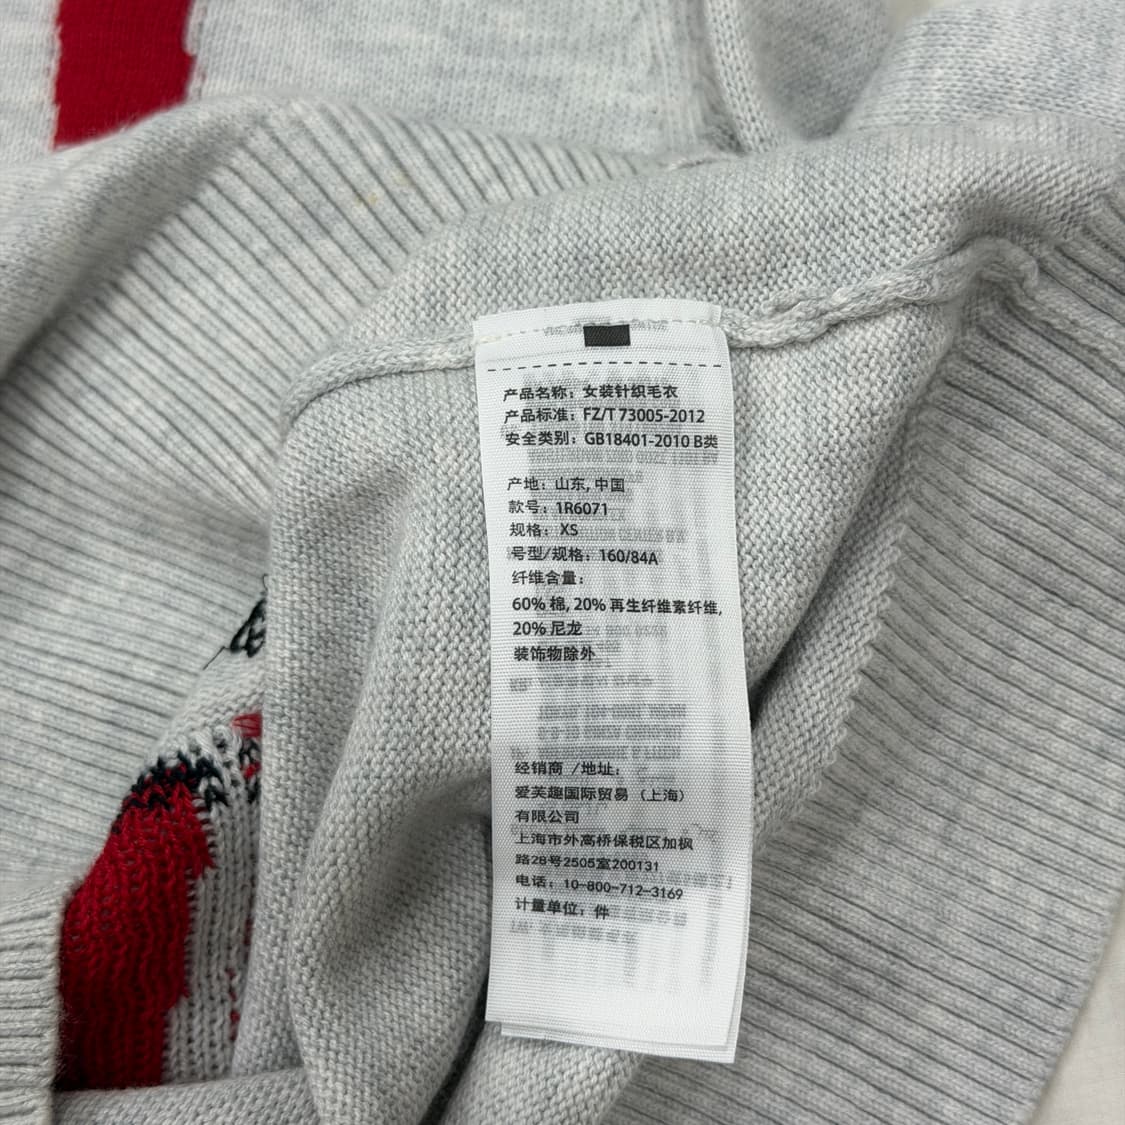 产品名称：女装针织毛衣
产品标准：FZ/T 73005-2012
安全类别：GB18401-2010 B类
产地：山东, 中国
款号：1R6071
规格：XS
号型/规格：160/84A
纤维含量：
60% 棉, 20% 再生纤维素纤维,
20% 尼龙
装饰物除外
经销商 /地址：
爱芙趣国际贸易（上海）
有限公司
上海市外高桥保税区加枫
路28号2505室200131
电话：10-800-712-3169
计量单位：件